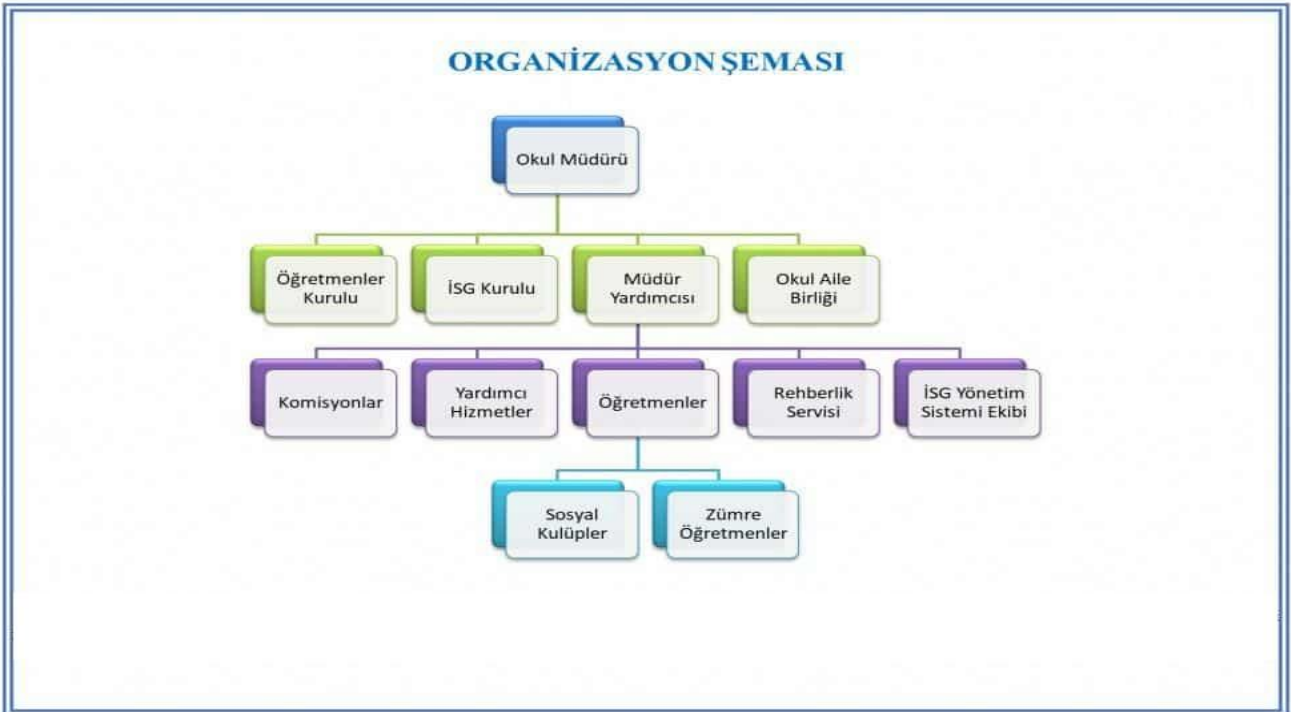 ORGANİZASYON ŞEMASI
Okul Müdürü
Öğretmenler
Kurulu
İSG Kurulu
Müdür
Yardımcısı
Okul Aile
Birliği
Komisyonlar
Yardımcı
Hizmetler
Öğretmenler
Rehberlik
Servisi
İSG Yönetim
Sistemi Ekibi
Sosyal
Kulüpler
Zümre
Öğretmenler